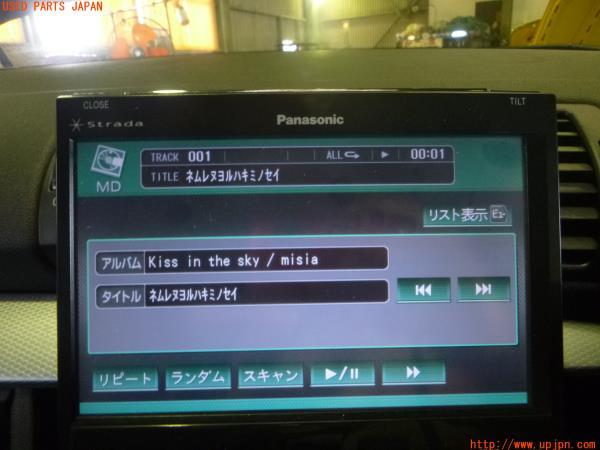 USED PARTS JAPAN
CLOSE
TILT
Strada
Panasonic
TRACK 001 ALL 00:01
TITLE ネムレヌヨルハキミノセイ
MD
リスト表示
アルバム Kiss in the sky / misia
タイトル ネムレヌヨルハキミノセイ
リピート ランダム スキャン
http://www.upjpn.com